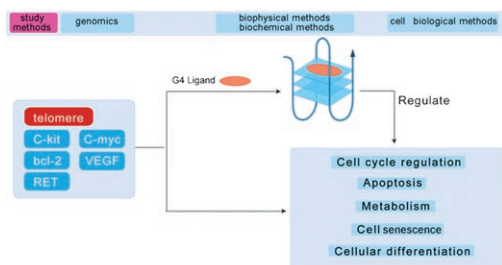 study methods
genomics
biophysical methods
biochemical methods
cell biological methods
G4 Ligand
telomere
C-kit
C-myc
bcl-2
VEGF
RET
Regulate
Cell cycle regulation
Apoptosis
Metabolism
Cell senescence
Cellular differentiation